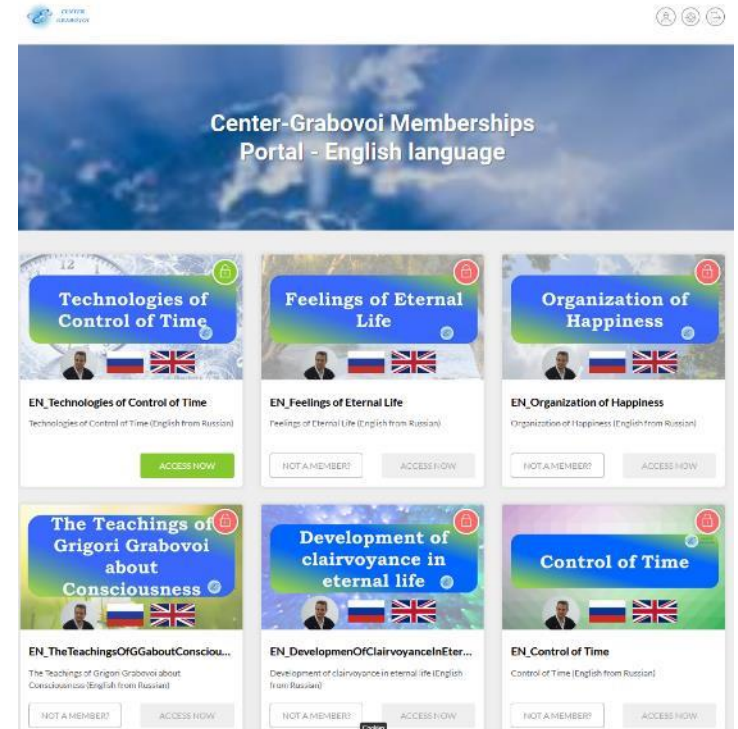 CENTER
GRABOVOI
Center-Grabovoi Memberships
Portal - English language
12
Technologies of
Control of Time
EN_Technologies of Control of Time
Technologies of Control of Time (English from Russian)
ACCESS NOW
Feelings of Eternal
Life
EN_Feelings of Eternal Life
Feelings of Eternal Life (English from Russian)
NOT A MEMBER?
ACCESS NOW
Organization of
Happiness
EN_Organization of Happiness
Organization of Happiness (English from Russian)
NOT A MEMBER?
ACCESS NOW
The Teachings of
Grigori Grabovoi
about
Consciousness
EN_TheTeachingsOfGGaboutConsciou...
The Teachings of Grigori Grabovoi about
Consciousness (English from Russian)
NOT A MEMBER?
ACCESS NOW
Development of
clairvoyance in
eternal life
EN_DevelopmenOfClairvoyanceInEter...
Development of clairvoyance in eternal life (English
from Russian)
NOT A MEMBER?
ACCESS NOW
Control of Time
EN_Control of Time
Control of Time (English from Russian)
NOT A MEMBER?
ACCESS NOW